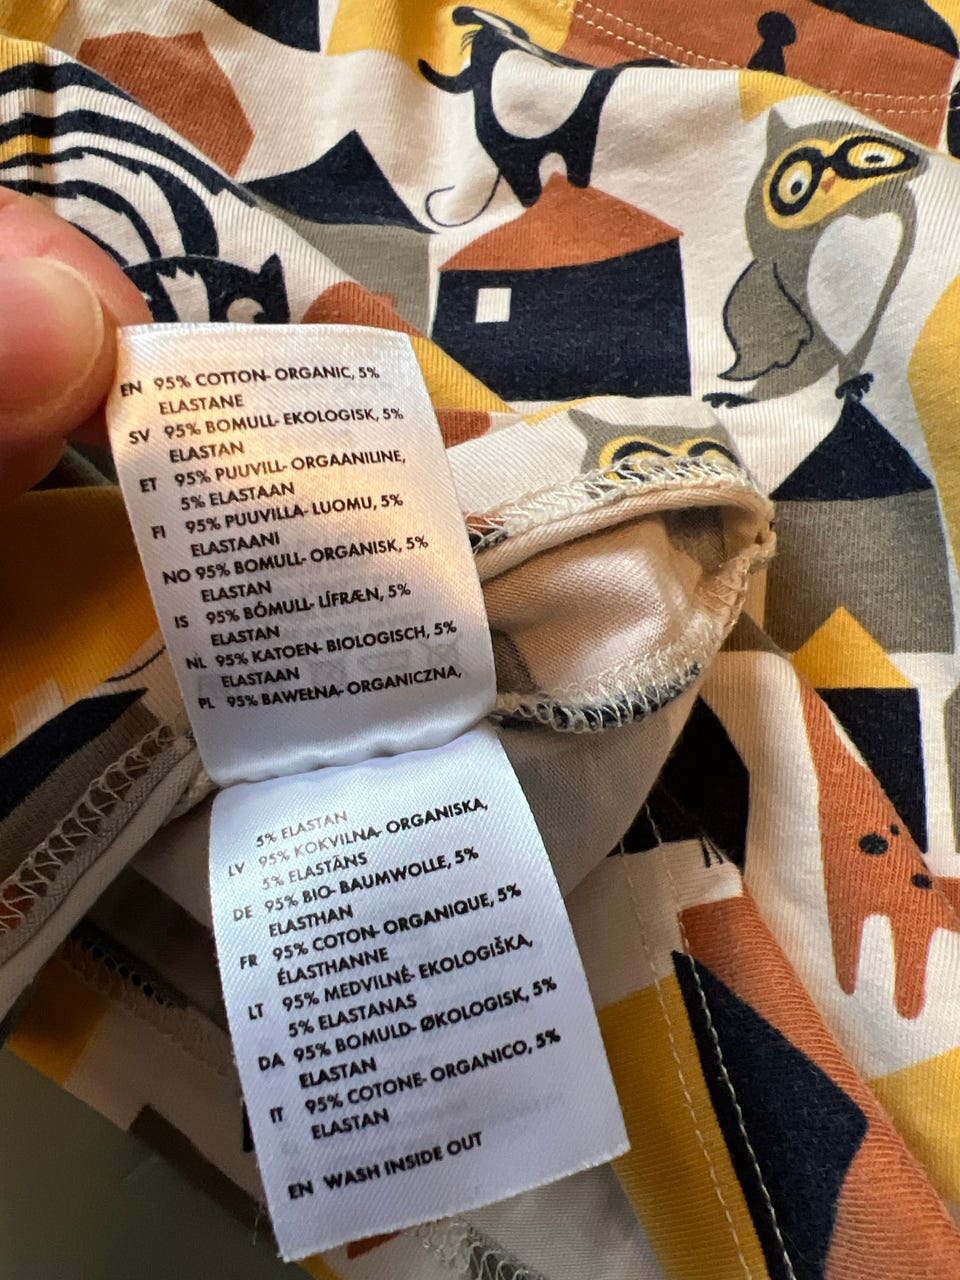 EN 95% COTTON- ORGANIC, 5%
ELASTANE
SV 95% BOMULL- EKOLOGISK, 5%
ELASTAN
ET 95% PUUVILL- ORGAANILINE,
5% ELASTAAN
FI 95% PUUVILLA- LUOMU, 5%
ELASTAANI
NO 95% BOMULL- ORGANISK, 5%
ELASTAN
IS 95% BÓMULL- LÍFRÆN, 5%
ELASTAN
NL 95% KATOEN- BIOLOGISCH, 5%
ELASTAAN
PL 95% BAWEŁNA- ORGANICZNA,
5% ELASTAN
LV 95% KOKVILNA- ORGANISKA,
5% ELASTĀNS
DE 95% BIO- BAUMWOLLE, 5%
ELASTHAN
FR 95% COTON- ORGANIQUE, 5%
ÉLASTHANNE
LT 95% MEDVILNĖ- EKOLOGIŠKA,
5% ELASTANAS
DA 95% BOMULD- ØKOLOGISK, 5%
ELASTAN
IT 95% COTONE- ORGANICO, 5%
ELASTAN
EN WASH INSIDE OUT